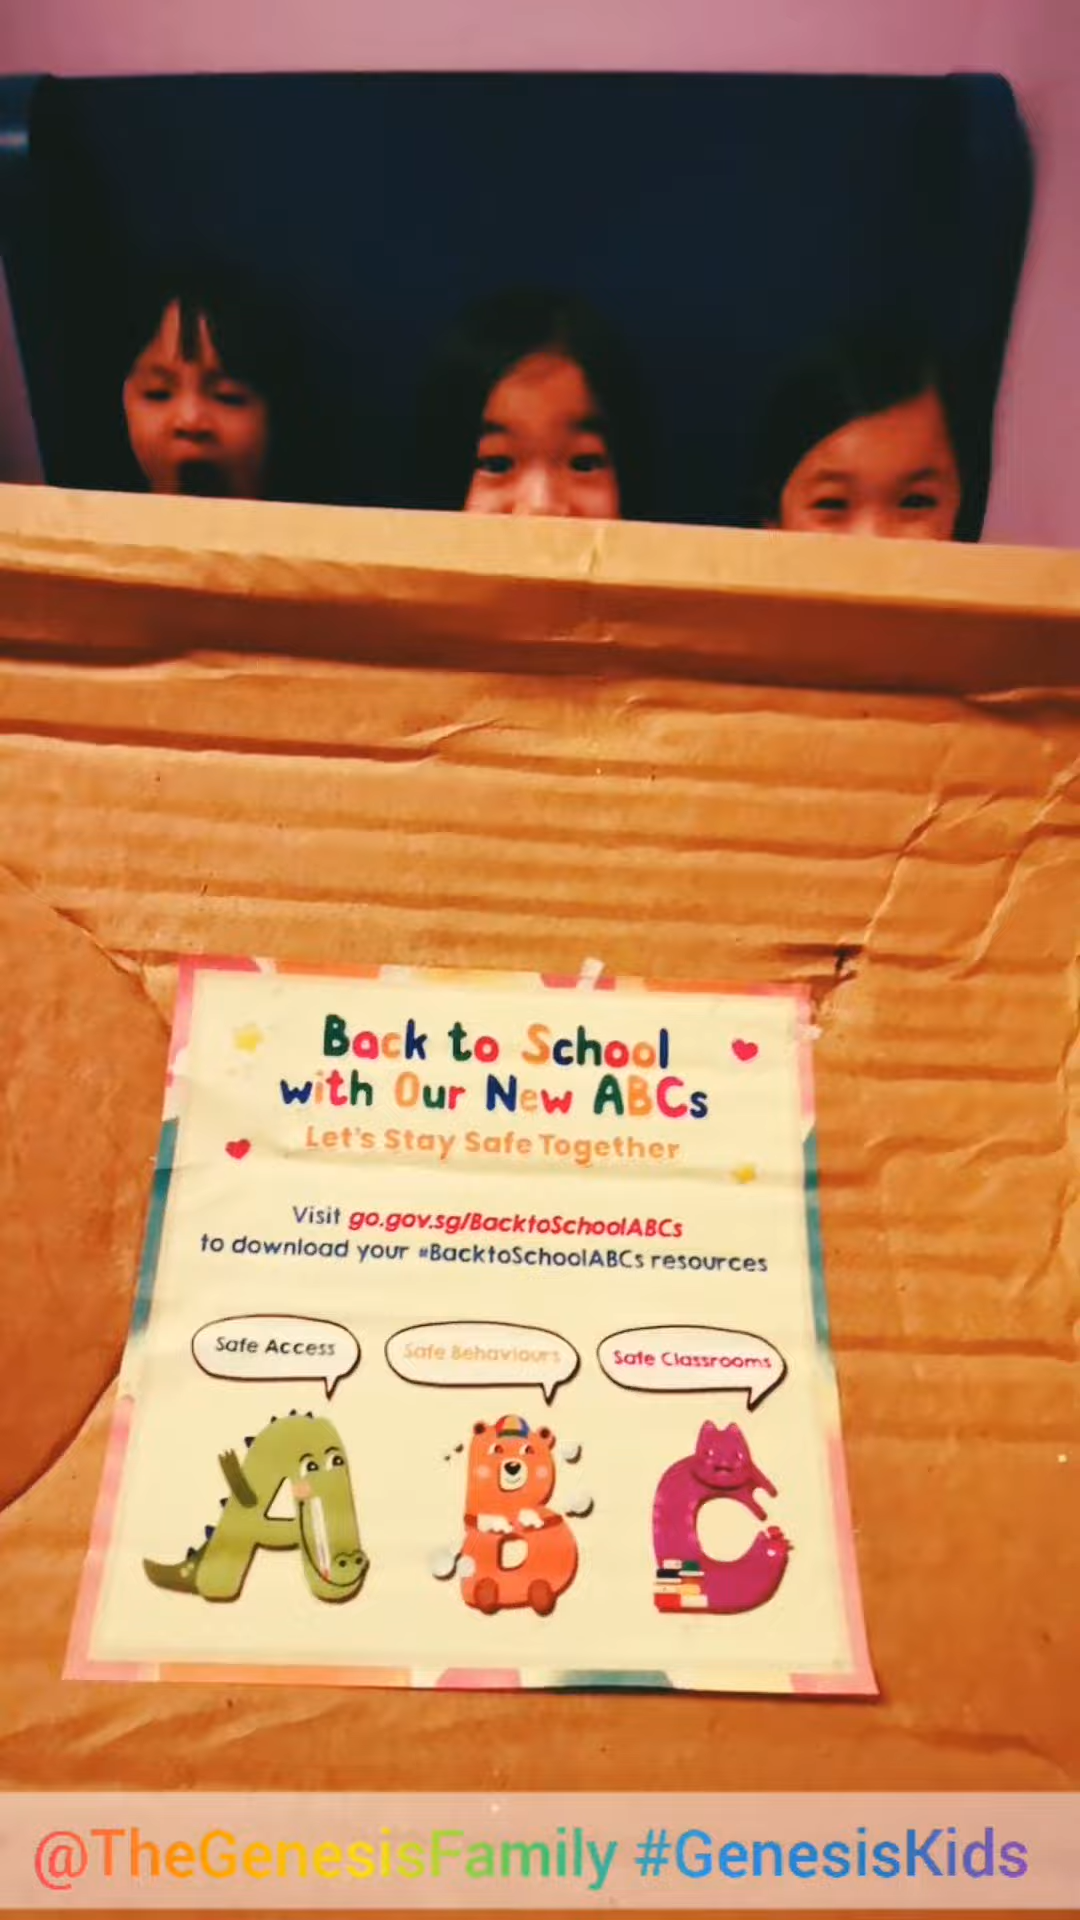 Back to School
with Our New ABCs
Let's Stay Safe Together
Visit go.gov.sg/BacktoSchoolABCs
to download your #BacktoSchoolABCs resources
Safe Access
Safe Behaviours
Safe Classrooms
A B C
@TheGenesisFamily #GenesisKids